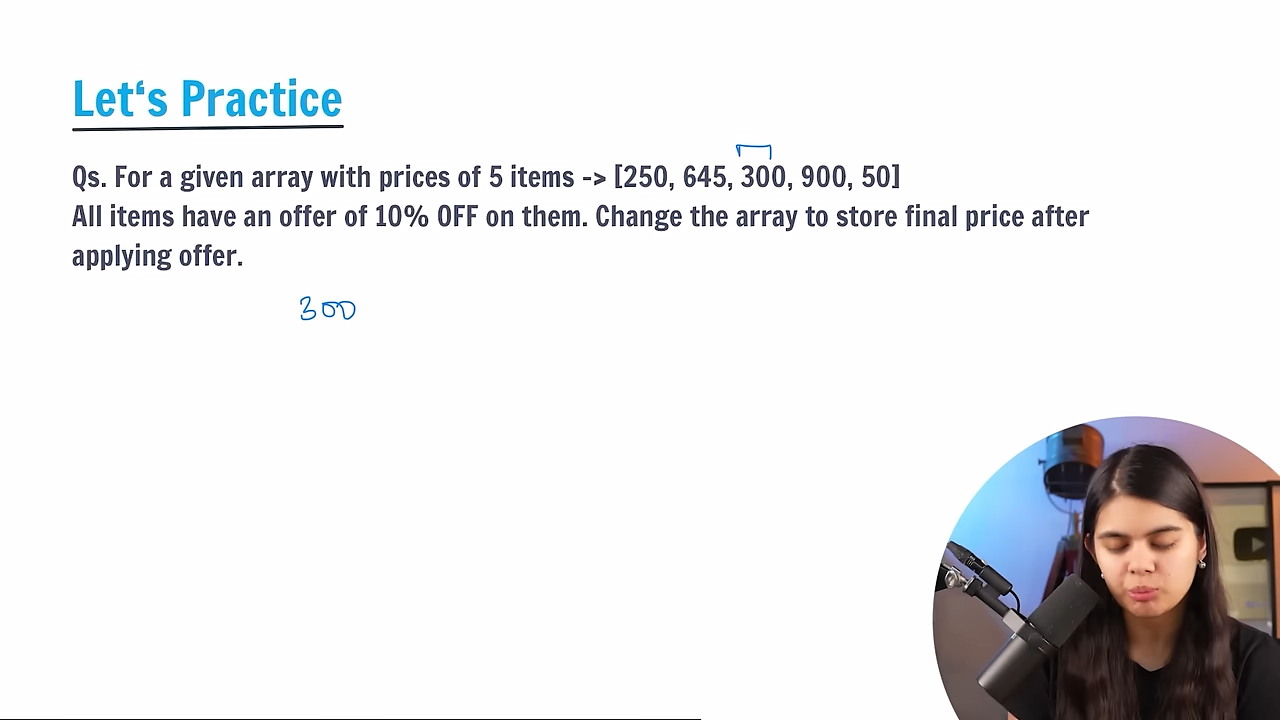 Let‘s Practice
Qs. For a given array with prices of 5 items -> [250, 645, 300, 900, 50]
All items have an offer of 10% OFF on them. Change the array to store final price after
applying offer.
300